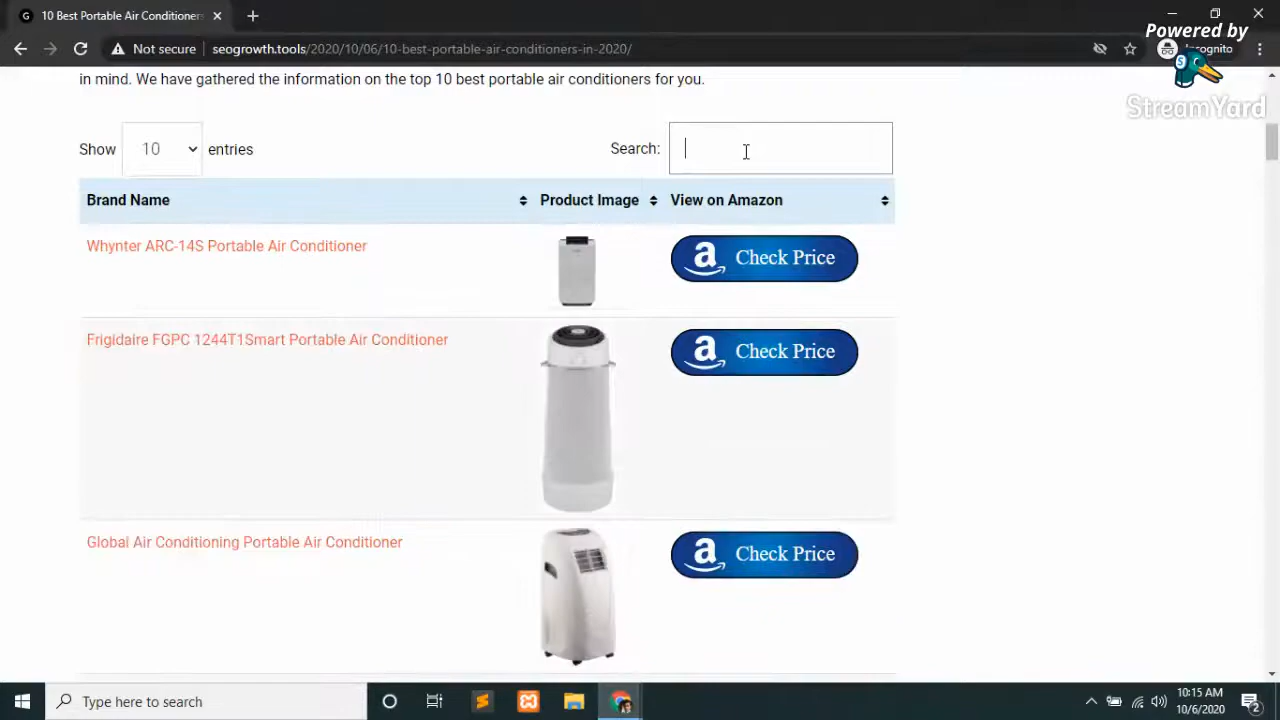 10 Best Portable Air Conditioners
Powered by
Not secure
seogrowth.tools/2020/10/06/10-best-portable-air-conditioners-in-2020/
Incognito
StreamYard
in mind. We have gathered the information on the top 10 best portable air conditioners for you.
Show 10 entries
Search:
Brand Name Product Image View on Amazon
Whynter ARC-14S Portable Air Conditioner
a Check Price
Frigidaire FGPC 1244T1Smart Portable Air Conditioner
a Check Price
Global Air Conditioning Portable Air Conditioner
a Check Price
Type here to search
10:15 AM
10/6/2020
2